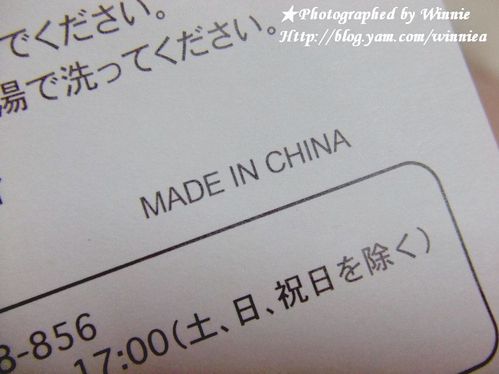 ★Photographed by Winnie
Http://blog.yam.com/winniea
でください。
湯で洗ってください。
MADE IN CHINA
8-856
17:00(土、日、祝日を除く)